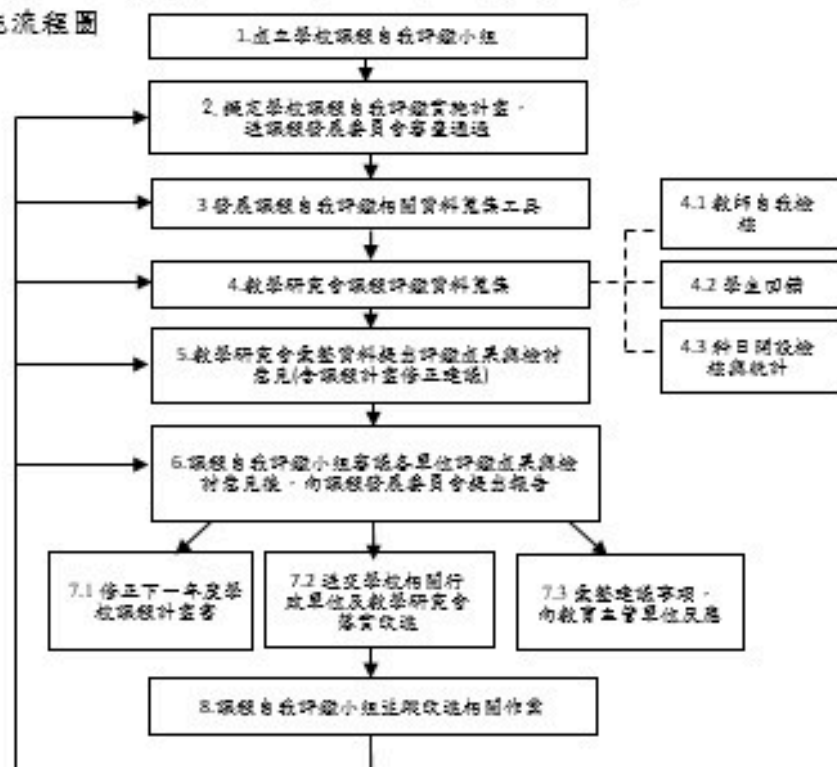 流程圖
1.成立學校課程自我評鑑小組
2. 擬定學校課程自我評鑑實施計畫，
送課程發展委員會審查通過
3 發展課程自我評鑑相關資料蒐集工具
4.1 教師自我檢
核
4.教學研究會課程評鑑資料蒐集
4.2 學生回饋
5.教學研究會彙整資料提出評鑑成果與檢討
意見(含課程計畫修正建議)
4.3 科目開設檢
核與統計
6.課程自我評鑑小組審議各單位評鑑成果與檢
討意見後，向課程發展委員會提出報告
7.1 修正下一年度學
校課程計畫書
7.2 送交學校相關行
政單位及教學研究會
落實改進
7.3 彙整建議事項，
向教育主管單位反應
8.課程自我評鑑小組追蹤改進相關作業